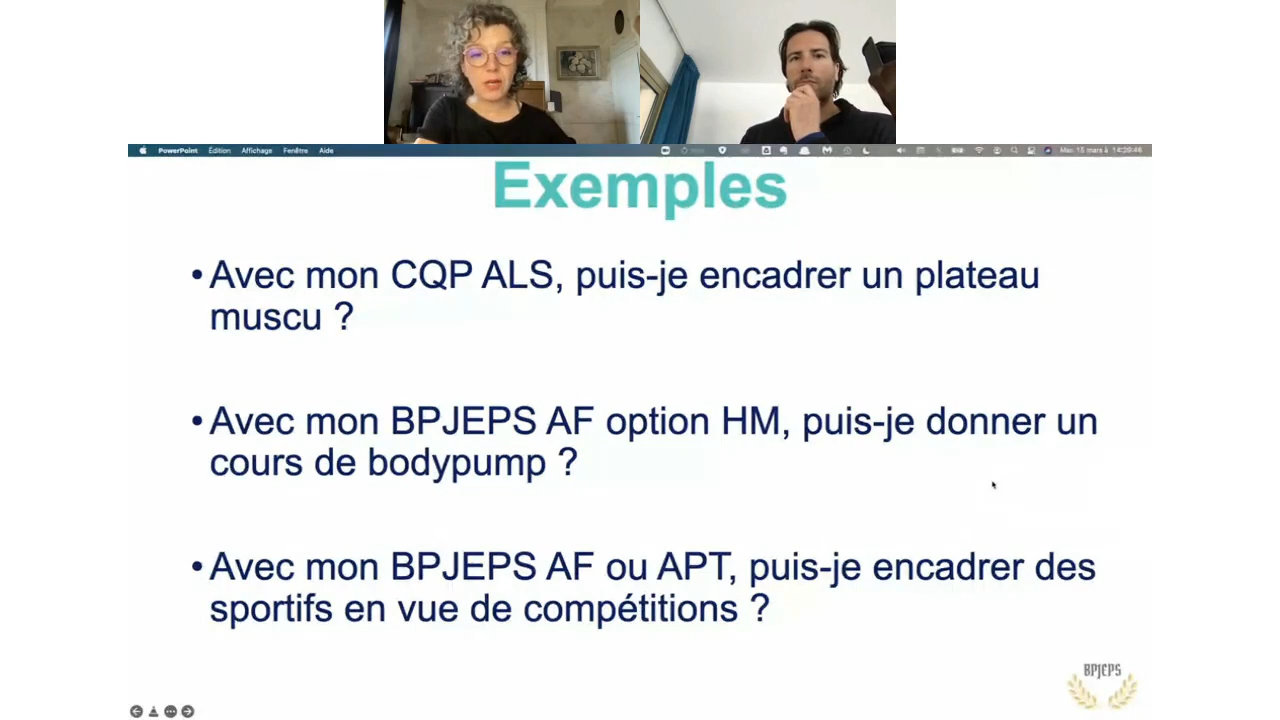 PowerPoint Édition Affichage Fenêtre Aide
Exemples
• Avec mon CQP ALS, puis-je encadrer un plateau
muscu ?
• Avec mon BPJEPS AF option HM, puis-je donner un
cours de bodypump ?
• Avec mon BPJEPS AF ou APT, puis-je encadrer des
sportifs en vue de compétitions ?
BPJEPS